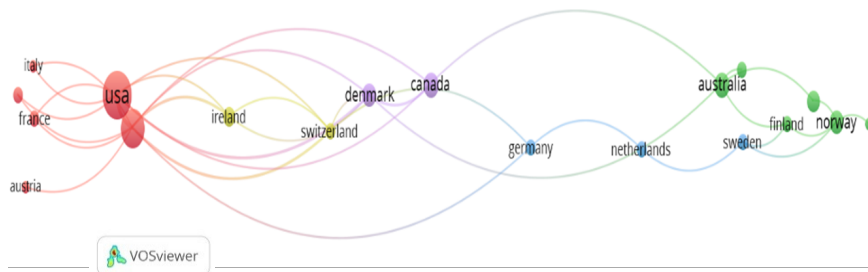 italy
usa
france
austria
ireland
switzerland
denmark
canada
germany
netherlands
australia
sweden
finland
norway
VOSviewer